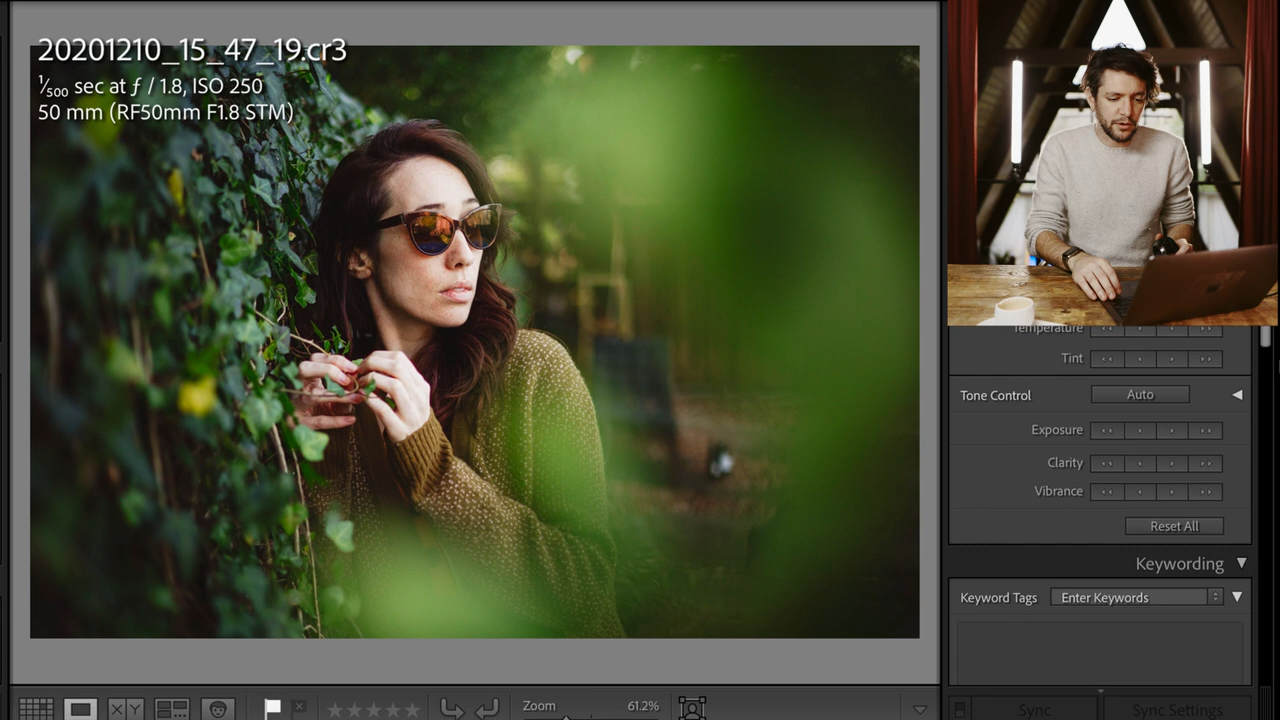 20201210_15_47_19.cr3
1/500 sec at ƒ / 1.8, ISO 250
50 mm (RF50mm F1.8 STM)
Temperature
Tint
Tone Control Auto
Exposure
Clarity
Vibrance
Reset All
Keywording
Keyword Tags Enter Keywords
X Y
Zoom 61.2%
Sync Sync Settings